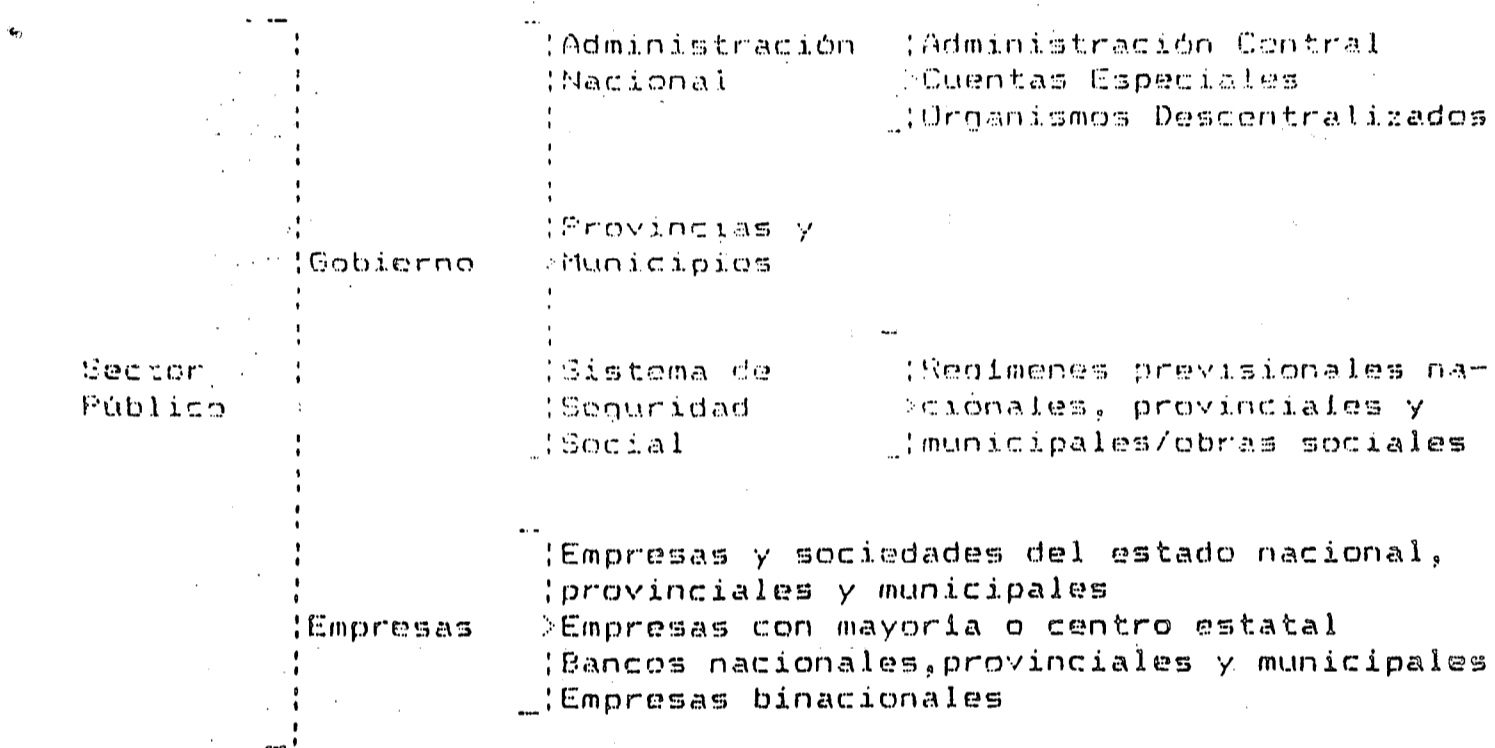 Administración Administración Central
Nacional Cuentas Especiales
Organismos Descentralizados
Provincias y
Gobierno Municipios
Sector Sistema de Regímenes previsionales na-
Público Seguridad cionales, provinciales y
Social municipales/obras sociales
Empresas y sociedades del estado nacional,
provinciales y municipales
Empresas Empresas con mayoría o centro estatal
Bancos nacionales,provinciales y municipales
Empresas binacionales